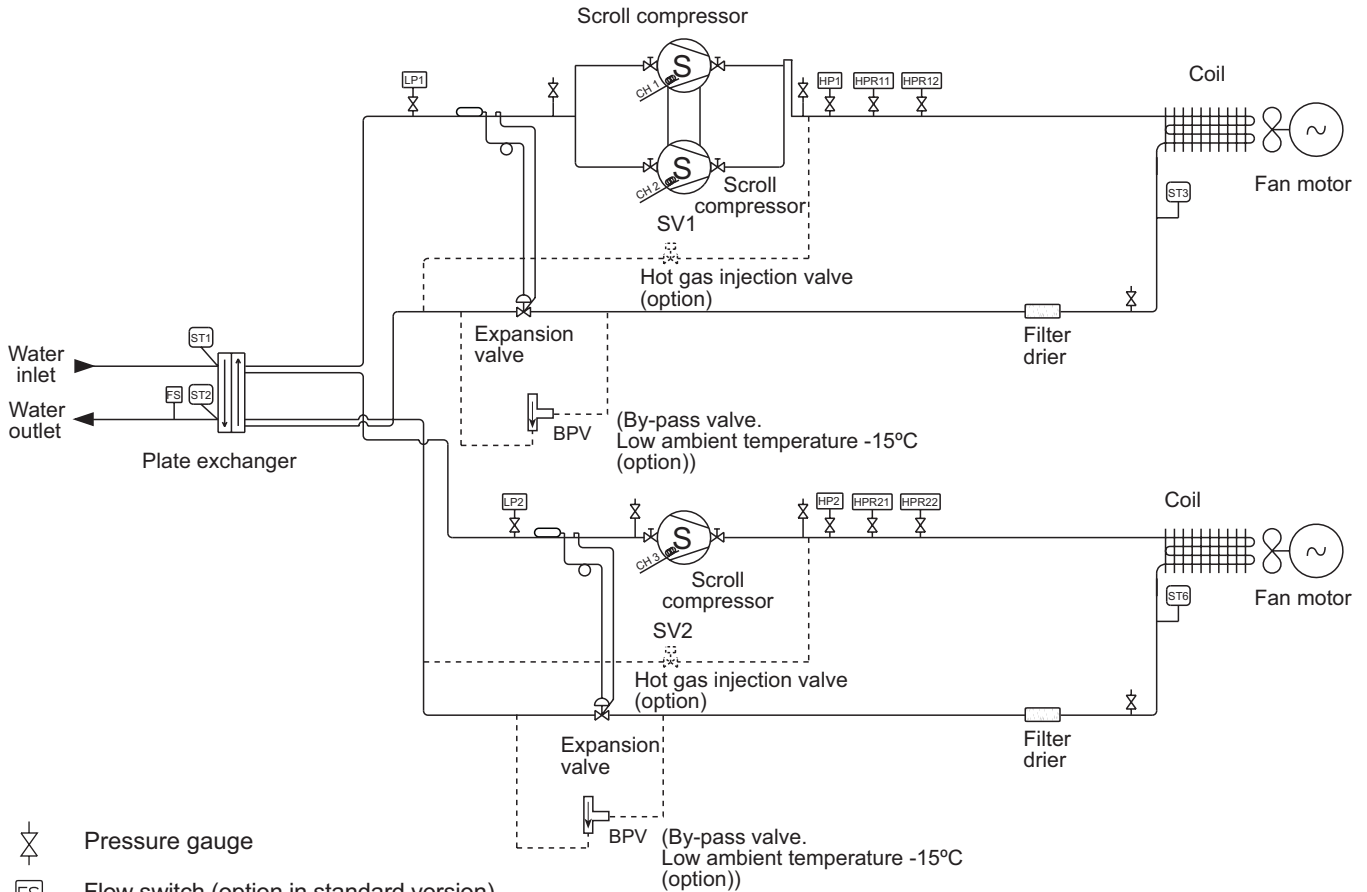 Scroll compressor
S
CH 1
LP1
HP1
HPR11
HPR12
Coil
S
CH 2
Scroll
compressor
Fan motor
ST3
SV1
Hot gas injection valve
(option)
Expansion
valve
Filter
drier
Water
inlet
ST1
Water
outlet
FS
ST2
Plate exchanger
BPV
(By-pass valve.
Low ambient temperature -15ºC
(option))
LP2
HP2
HPR21
HPR22
Coil
S
CH 3
Scroll
compressor
Fan motor
ST6
SV2
Hot gas injection valve
(option)
Expansion
valve
Filter
drier
BPV
(By-pass valve.
Low ambient temperature -15ºC
(option))
Pressure gauge
FS Flow switch (option in standard version)